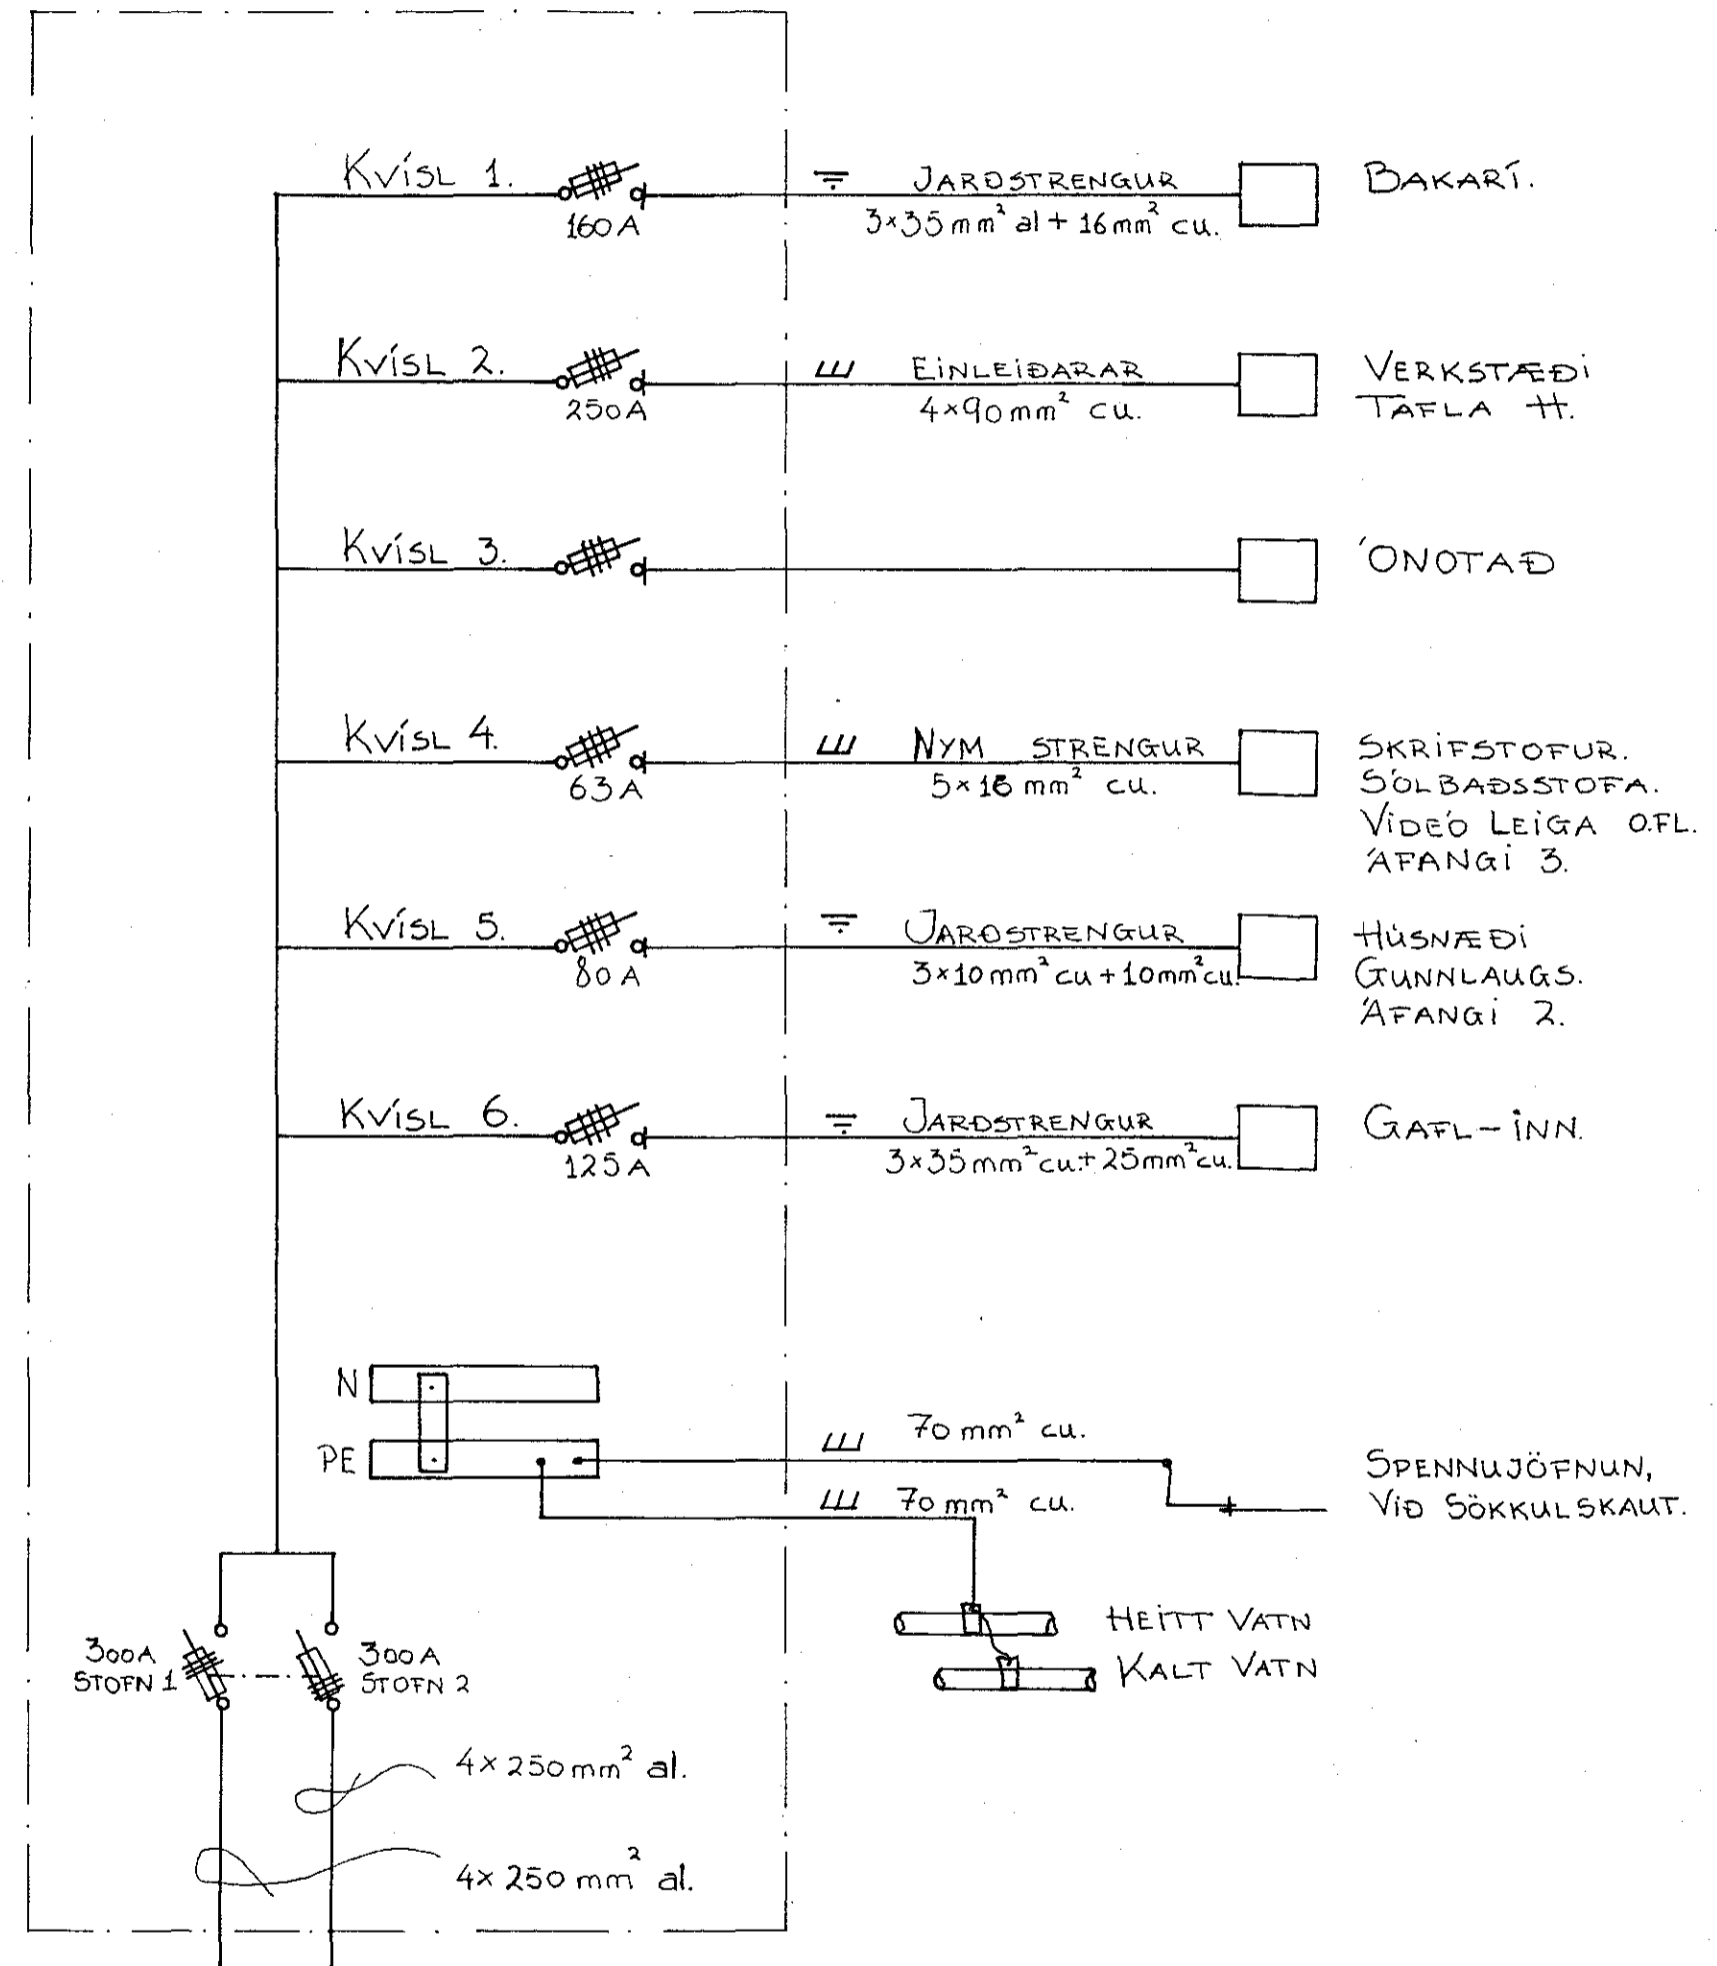 KVÍSL 1.
160 A
JARÐSTRENGUR
3×35 mm² al + 16 mm² cu.
BAKARÍ.
KVÍSL 2.
250 A
EINLEIÐARAR
4×90 mm² cu.
VERKSTÆÐI
TAFLA H.
KVÍSL 3.
ÓNOTAÐ
KVÍSL 4.
63 A
NYM STRENGUR
5×16 mm² cu.
SKRIFSTOFUR.
SÓLBAÐSSTOFA.
VIDEÓ LEIGA O.FL.
ÁFANGI 3.
KVÍSL 5.
80 A
JARÐSTRENGUR
3×10 mm² cu + 10 mm² cu.
HÚSNÆÐI
GUNNLAUGS.
ÁFANGI 2.
KVÍSL 6.
125 A
JARÐSTRENGUR
3×35 mm² cu. + 25 mm² cu.
GAFL-INN.
N
PE
70 mm² cu.
70 mm² cu.
SPENNUJÖFNUN,
VIÐ SÖKKULSKAUT.
HEITT VATN
KALT VATN
300 A
STOFN 1
300 A
STOFN 2
4×250 mm² al.
4×250 mm² al.